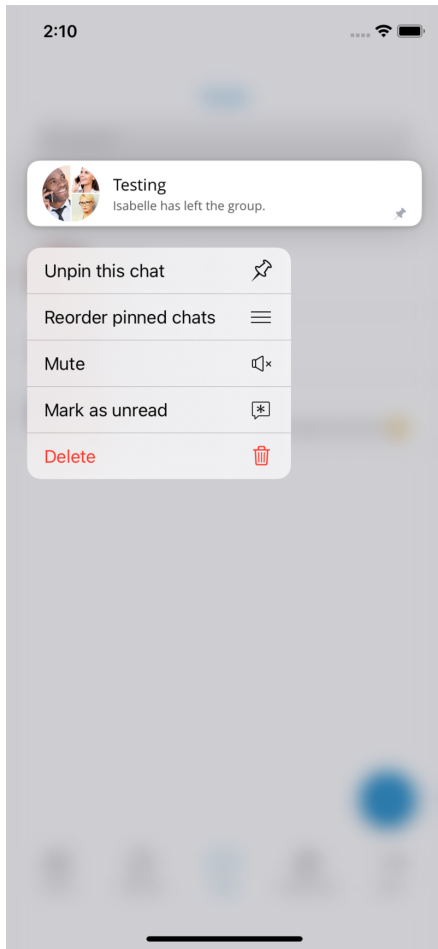 2:10
Testing
Isabelle has left the group.
Unpin this chat
Reorder pinned chats
Mute
Mark as unread
Delete